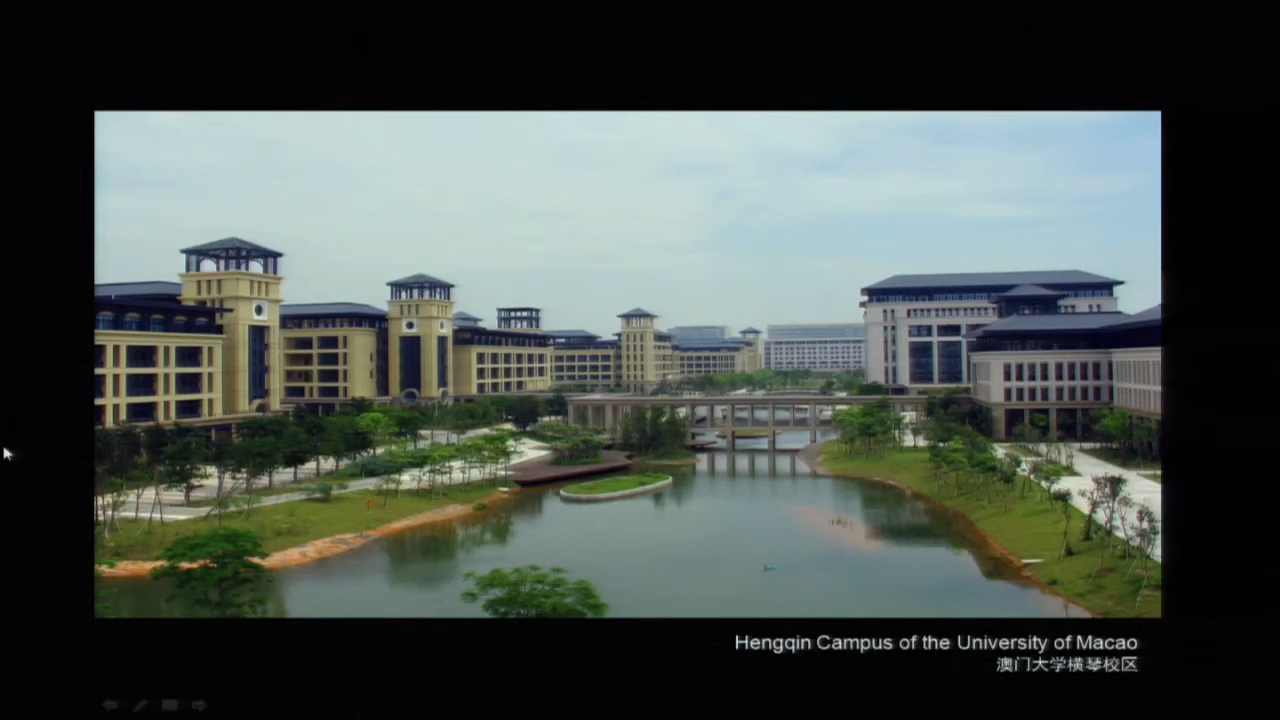 Hengqin Campus of the University of Macao
澳门大学横琴校区